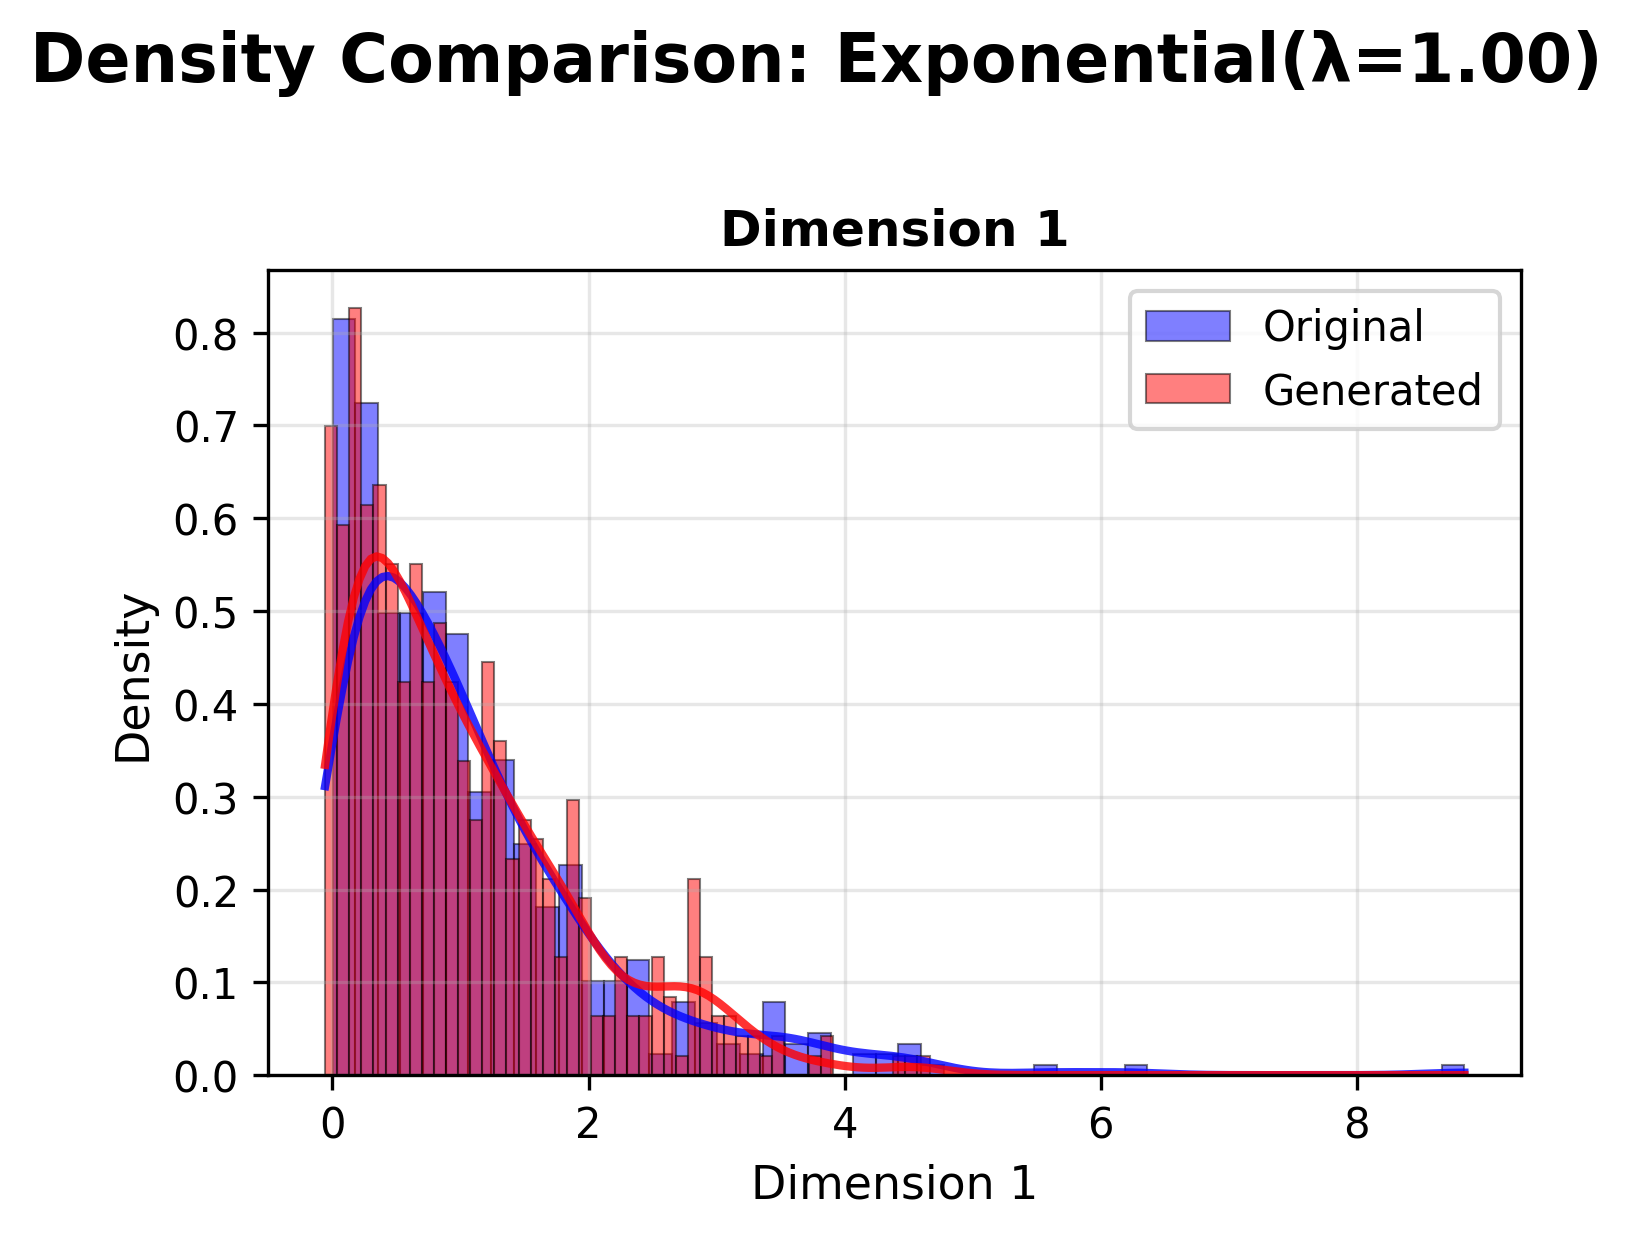 Density Comparison: Exponential(λ=1.00)
Dimension 1
Original
Generated
Density
0.8
0.7
0.6
0.5
0.4
0.3
0.2
0.1
0.0
0
2
4
6
8
Dimension 1